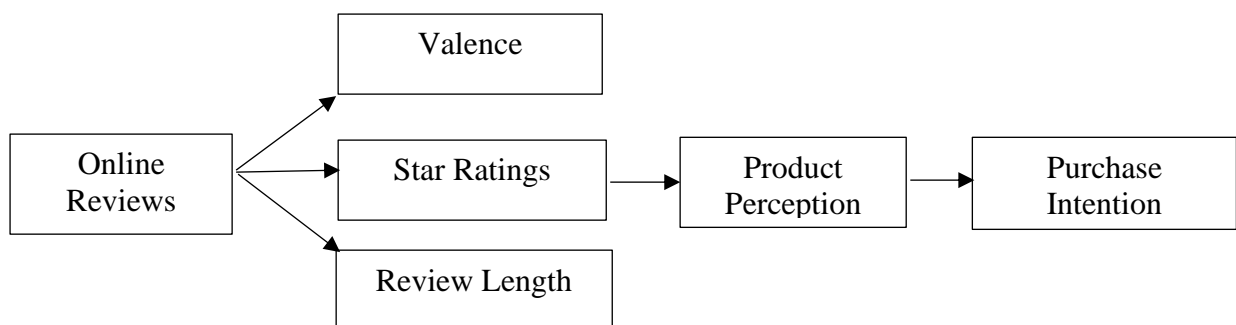 Valence
Online
Reviews
Star Ratings
Product
Perception
Purchase
Intention
Review Length